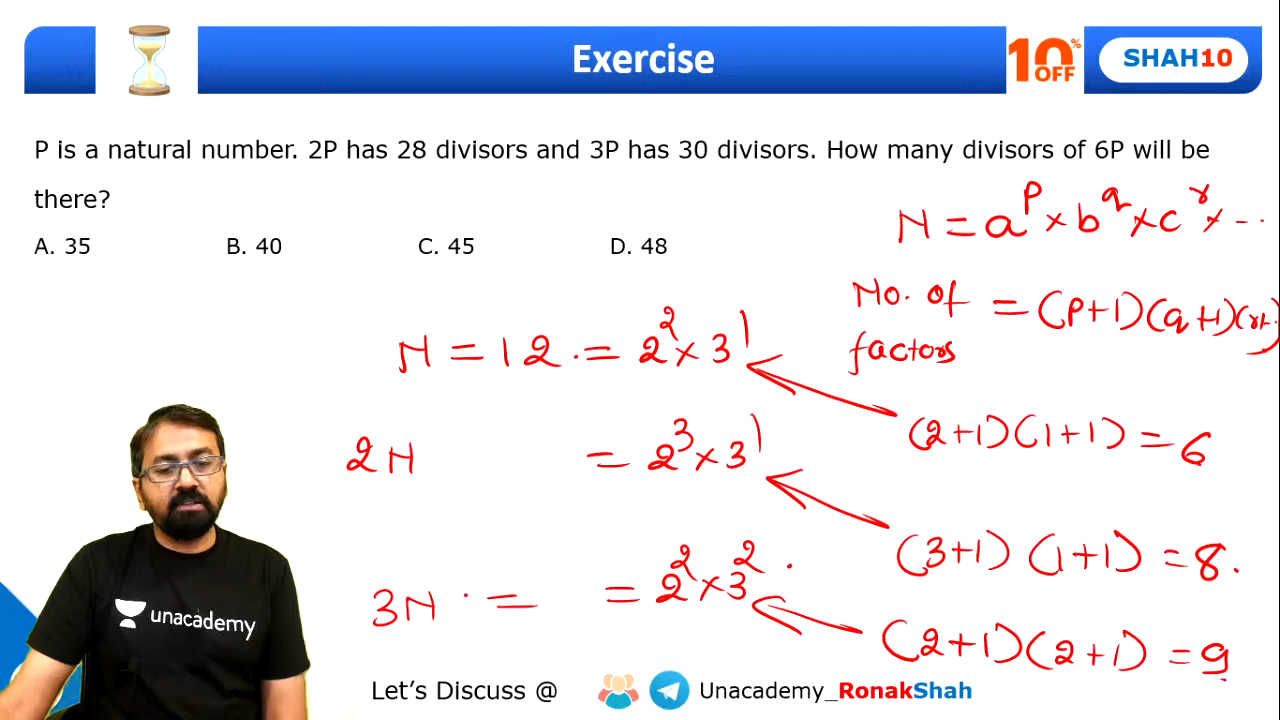 Exercise
10% OFF
SHAH10
P is a natural number. 2P has 28 divisors and 3P has 30 divisors. How many divisors of 6P will be
there?
A. 35 B. 40 C. 45 D. 48
N = a^p × b^q × c^r × - ..
No. of factors = (p+1)(q+1)(r+.)
N = 12 . = 2^2 × 3^1
(2+1)(1+1) = 6
2N = 2^3 × 3^1
(3+1) (1+1) = 8.
3N . = = 2^2 × 3^2 .
(2+1)(2+1) = 9
unacademy
Let’s Discuss @ Unacademy_RonakShah